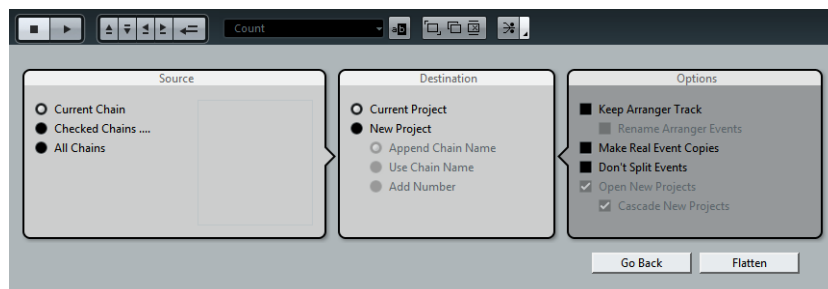 Count
ab
Source
Current Chain
Checked Chains ....
All Chains
Destination
Current Project
New Project
Append Chain Name
Use Chain Name
Add Number
Options
Keep Arranger Track
Rename Arranger Events
Make Real Event Copies
Don't Split Events
Open New Projects
Cascade New Projects
Go Back
Flatten